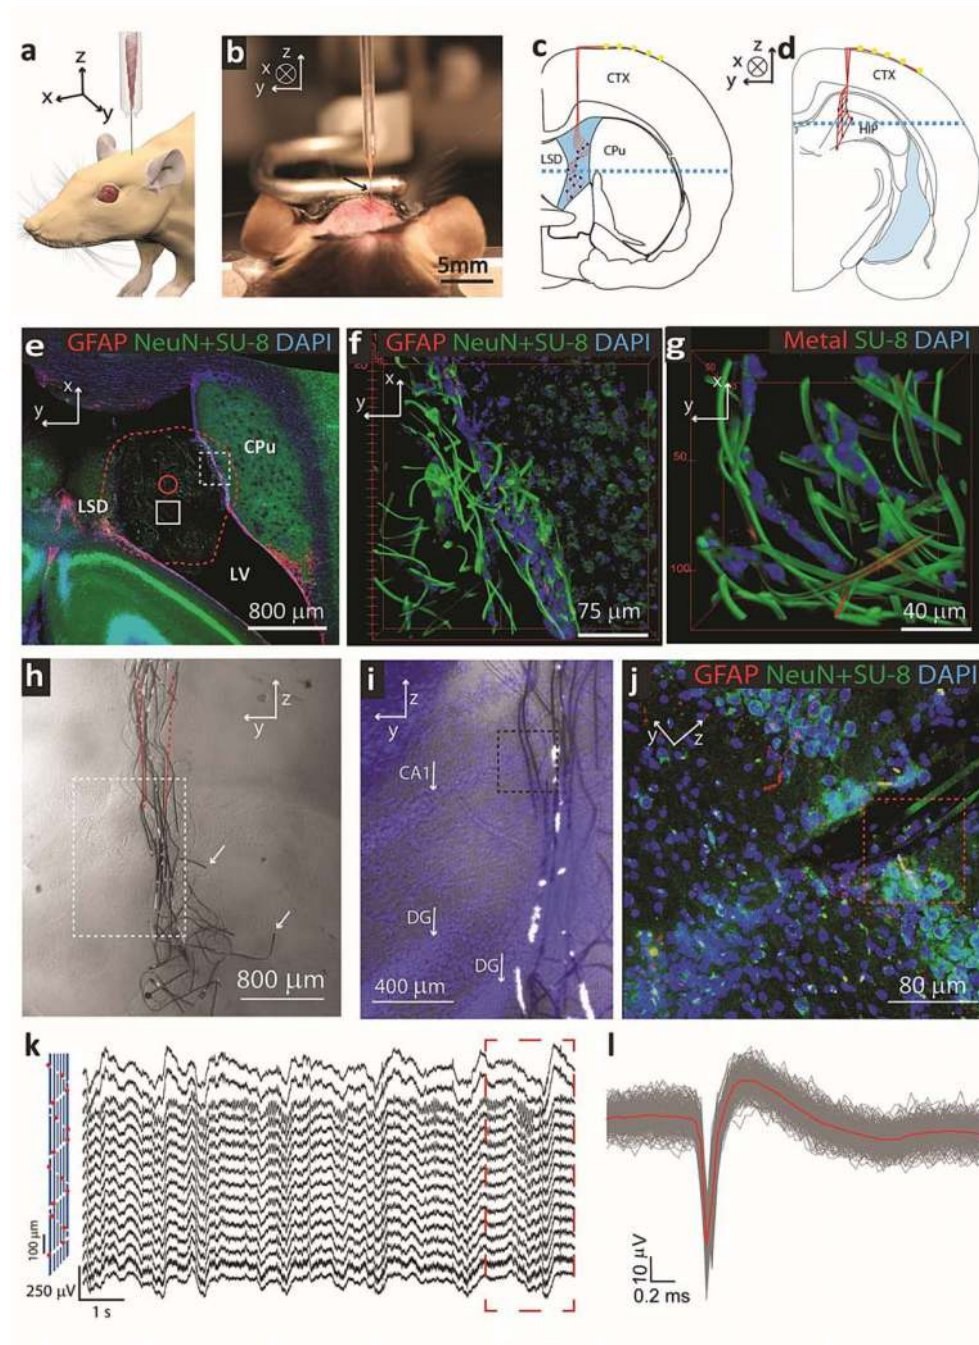 a
z
x
y
b
z
x
y
5mm
c
CTX
LSD
CPu
z
x
y
d
CTX
HIP
e
GFAP NeuN+SU-8 DAPI
x
y
CPu
LSD
LV
800 μm
f
GFAP NeuN+SU-8 DAPI
x
y
75 μm
g
Metal SU-8 DAPI
x
y
50
50
100
40 μm
h
z
y
800 μm
i
z
y
CA1
DG
DG
400 μm
j
GFAP NeuN+SU-8 DAPI
y
z
80 μm
k
100 μm
250 μV
1 s
l
10 μV
0.2 ms